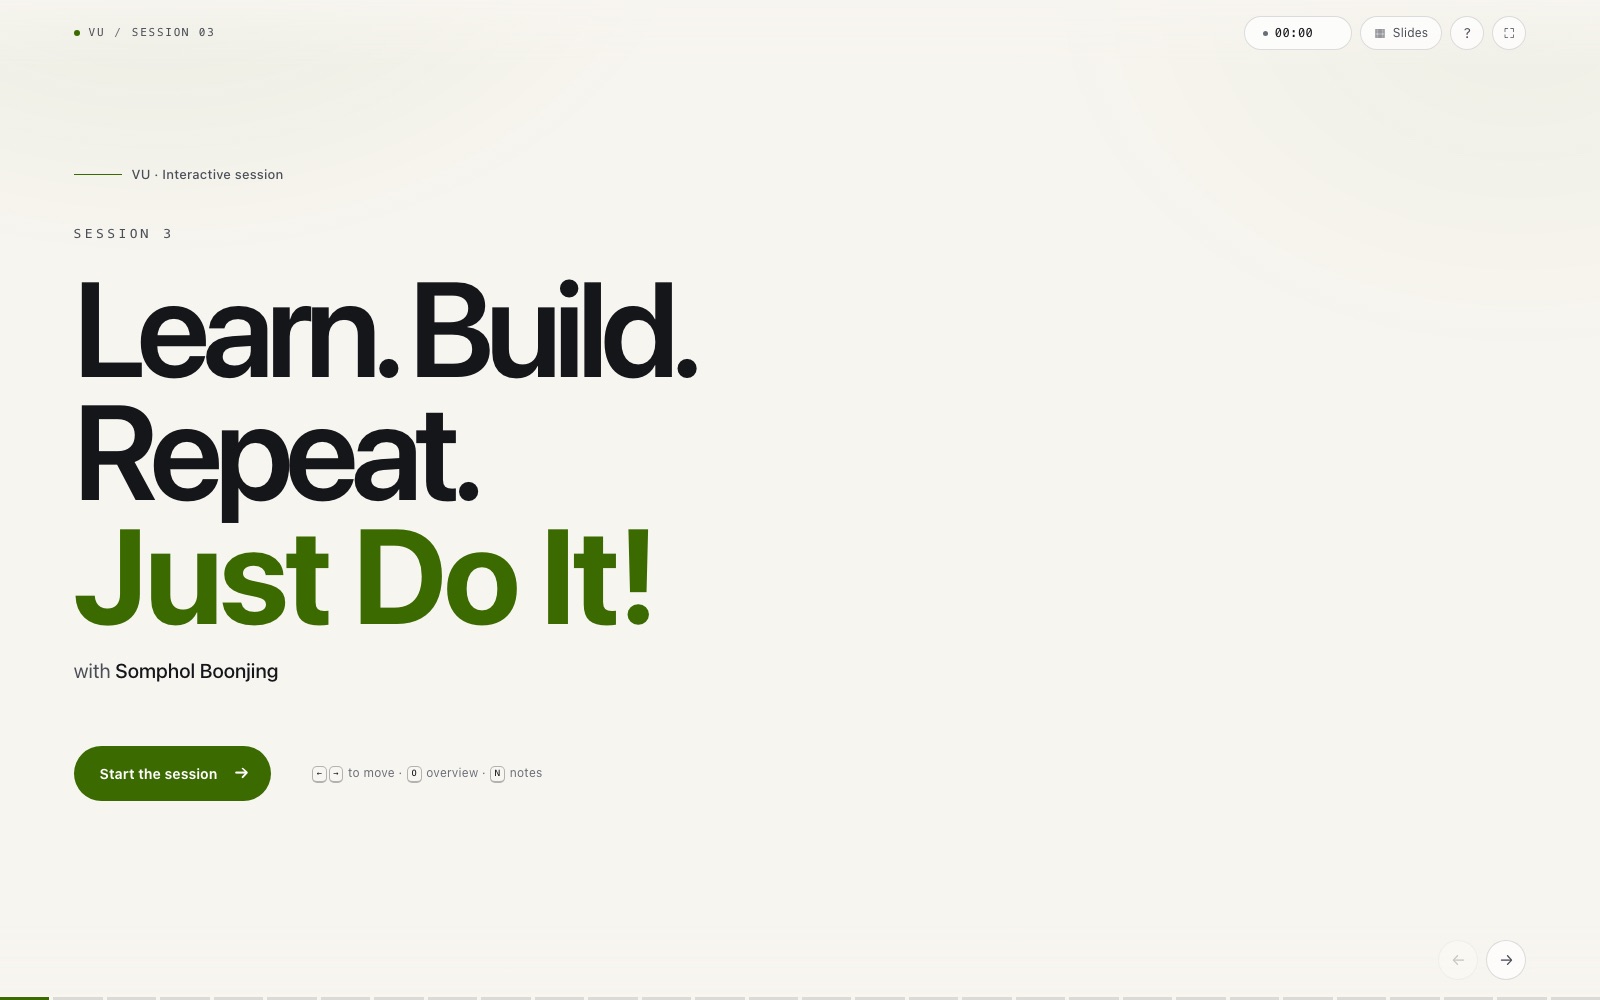 VU / SESSION 03
00:00
Slides
?
VU · Interactive session
SESSION 3
Learn. Build.
Repeat.
Just Do It!
with Somphol Boonjing
Start the session →
← → to move · O overview · N notes
← →